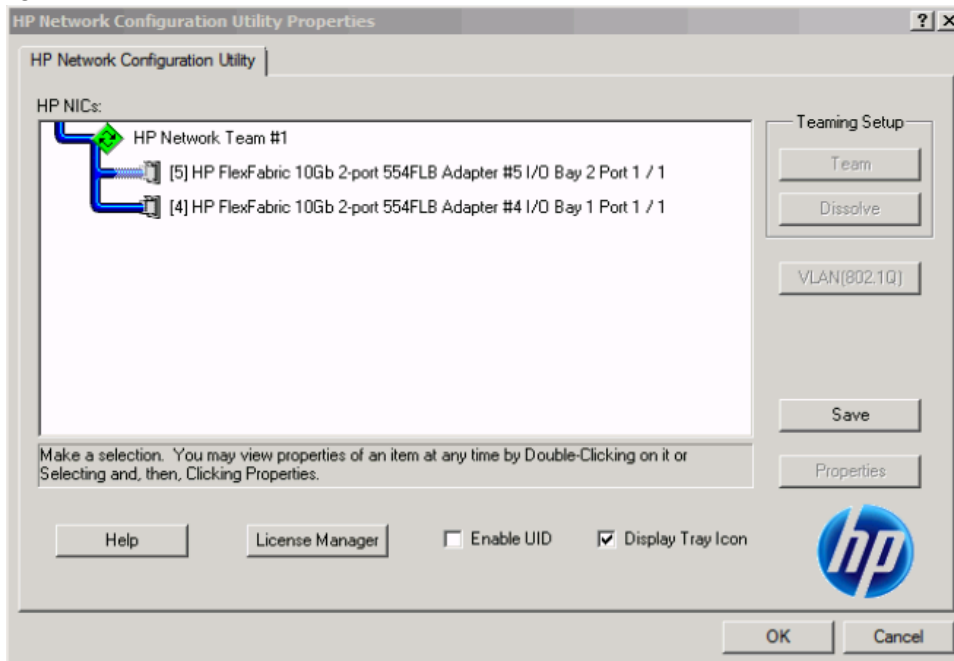 HP Network Configuration Utility Properties
HP Network Configuration Utility
HP NICs:
HP Network Team #1
[5] HP FlexFabric 10Gb 2-port 554FLB Adapter #5 I/O Bay 2 Port 1 / 1
[4] HP FlexFabric 10Gb 2-port 554FLB Adapter #4 I/O Bay 1 Port 1 / 1
Teaming Setup
Team
Dissolve
VLAN(802.1Q)
Save
Make a selection. You may view properties of an item at any time by Double-Clicking on it or
Selecting and, then, Clicking Properties.
Properties
Help
License Manager
Enable UID
Display Tray Icon
hp
OK
Cancel